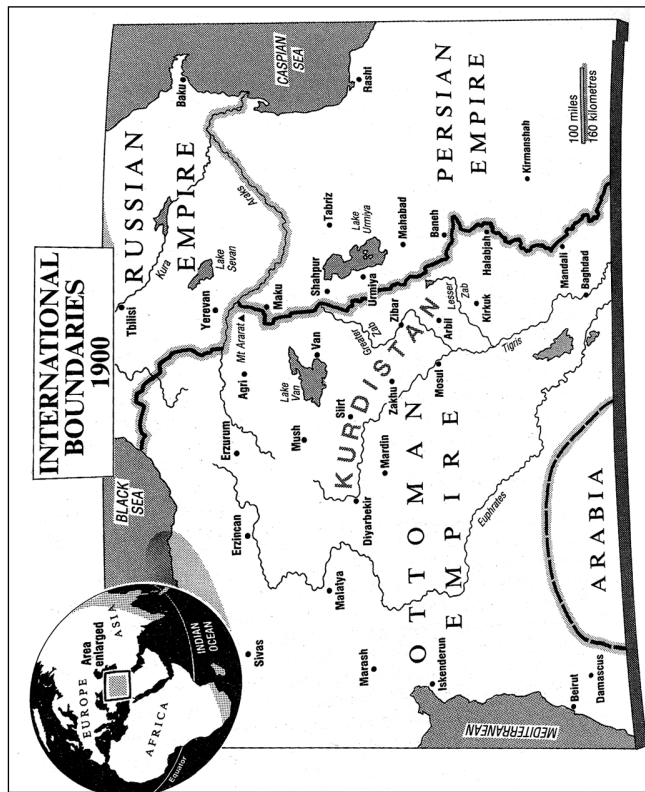 INTERNATIONAL
BOUNDARIES
1900
EUROPE
ASIA
Area
enlarged
AFRICA
INDIAN
OCEAN
Equator
BLACK
SEA
CASPIAN
SEA
MEDITERRANEAN
RUSSIAN
EMPIRE
Tbilisi
Kura
Baku
Yerevan
Lake
Sevan
Araks
Mt Ararat
Maku
Erzincan
Erzurum
Agri
Sivas
Mush
Lake
Van
Van
Shahpur
Tabriz
Lake
Urmiya
Urmiya
Rasht
Malatya
Diyarbekir
Siirt
Mardin
Zakhu
Greater
Zab
Zibar
Mahabad
KURDISTAN
Marash
Iskenderun
OTTOMAN
EMPIRE
Mosul
Arbil
Lesser
Zab
Kirkuk
Baneh
Halabjah
PERSIAN
EMPIRE
Kirmanshah
Euphrates
Tigris
Mandali
Baghdad
Beirut
Damascus
ARABIA
100 miles
160 kilometres